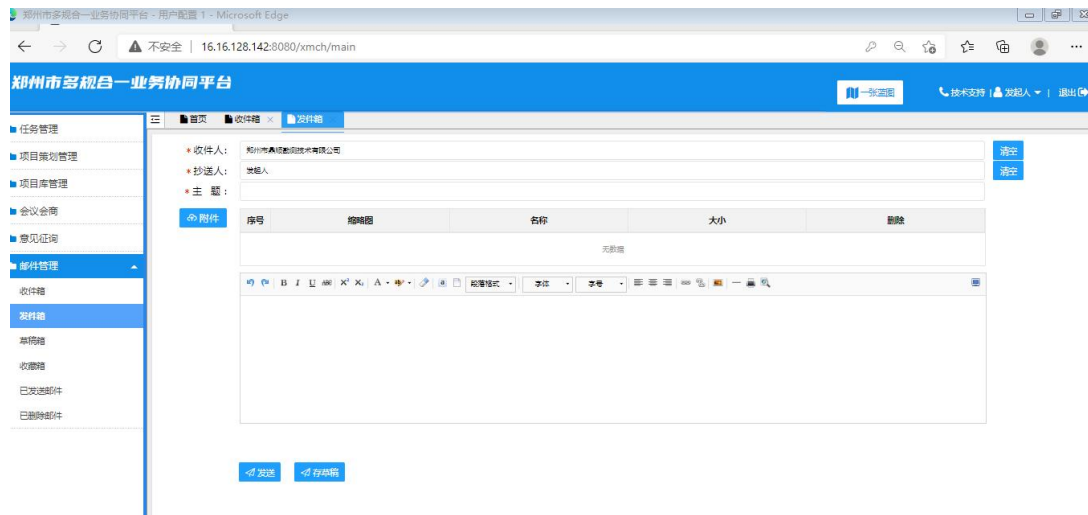 郑州市多规合一业务协同平台 - 用户配置 1 - Microsoft Edge
不安全 | 16.16.128.142:8080/xmch/main
郑州市多规合一业务协同平台
一张蓝图 技术支持 | 发起人 | 退出
首页 收件箱 × 发件箱
任务管理
项目策划管理
项目库管理
会议会商
意见征询
邮件管理
收件箱
发件箱
草稿箱
收藏箱
已发送邮件
已删除邮件
*收件人: 郑州市鼎顺勘测技术有限公司 清空
*抄送人: 发起人 清空
*主 题:
附件 序号 缩略图 名称 大小 删除
无数据
B I U ABC X² X₂ A 段落格式 字体 字号
发送 存草稿